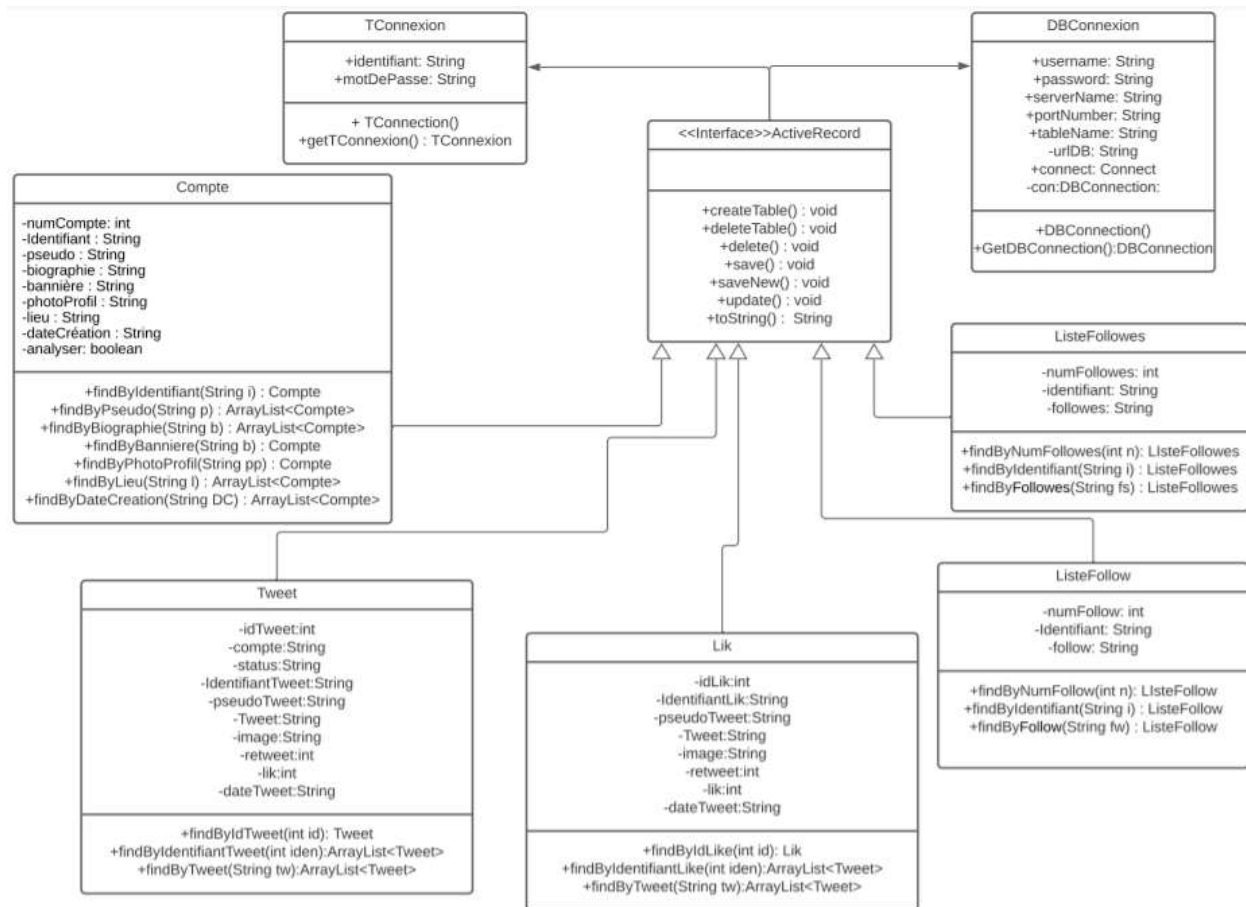 TConnexion
+identifiant: String
+motDePasse: String
+ TConnection()
+getTConnexion() : TConnexion
DBConnexion
+username: String
+password: String
+serverName: String
+portNumber: String
+tableName: String
-urlDB: String
+connect: Connect
-con:DBConnection:
+DBConnection()
+GetDBConnection():DBConnection
<<Interface>>ActiveRecord
+createTable() : void
+deleteTable() : void
+delete() : void
+save() : void
+saveNew() : void
+update() : void
+toString() : String
Compte
-numCompte: int
-Identifiant : String
-pseudo : String
-biographie : String
-bannière : String
-photoProfil : String
-lieu : String
-dateCréation : String
-analyser: boolean
+findByIdentifiant(String i) : Compte
+findByPseudo(String p) : ArrayList<Compte>
+findByBiographie(String b) : ArrayList<Compte>
+findByBanniere(String b) : Compte
+findByPhotoProfil(String pp) : Compte
+findByLieu(String l) : ArrayList<Compte>
+findByDateCreation(String DC) : ArrayList<Compte>
ListeFollowes
-numFollowes: int
-identifiant: String
-followes: String
+findByNumFollowes(int n): LIsteFollowes
+findByIdentifiant(String i) : ListeFollowes
+findByFollowes(String fs) : ListeFollowes
Tweet
-idTweet:int
-compte:String
-status:String
-IdentifiantTweet:String
-pseudoTweet:String
-Tweet:String
-image:String
-retweet:int
-lik:int
-dateTweet:String
+findByIdTweet(int id): Tweet
+findByIdentifiantTweet(int iden):ArrayList<Tweet>
+findByTweet(String tw):ArrayList<Tweet>
Lik
-idLik:int
-IdentifiantLik:String
-pseudoTweet:String
-Tweet:String
-image:String
-retweet:int
-lik:int
-dateTweet:String
+findByIdLike(int id): Lik
+findByIdentifiantLike(int iden):ArrayList<Tweet>
+findByTweet(String tw):ArrayList<Tweet>
ListeFollow
-numFollow: int
-Identifiant: String
-follow: String
+findByNumFollow(int n): LIsteFollow
+findByIdentifiant(String i) : ListeFollow
+findByFollow(String fw) : ListeFollow